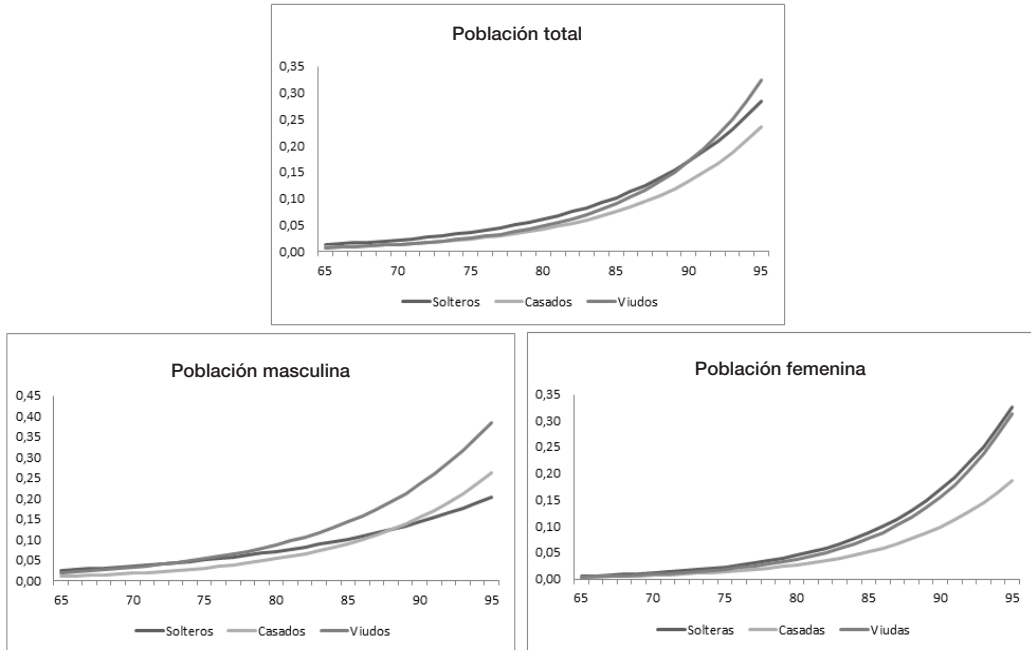 Población total
0,35
0,30
0,25
0,20
0,15
0,10
0,05
0,00
65 70 75 80 85 90 95
Solteros Casados Viudos
Población masculina
0,45
0,40
0,35
0,30
0,25
0,20
0,15
0,10
0,05
0,00
65 70 75 80 85 90 95
Solteros Casados Viudos
Población femenina
0,35
0,30
0,25
0,20
0,15
0,10
0,05
0,00
65 70 75 80 85 90 95
Solteras Casadas Viudas